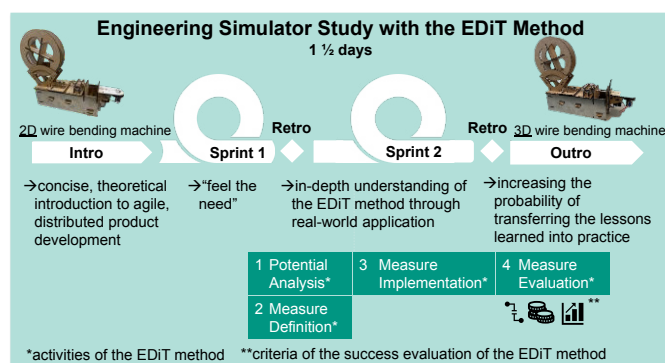 Engineering Simulator Study with the EDiT Method
1 ½ days
2D wire bending machine
Retro
Retro
3D wire bending machine
Intro
Sprint 1
Sprint 2
Outro
→concise, theoretical
introduction to agile,
distributed product
development
→“feel the
need”
→in-depth understanding of
the EDiT method through
real-world application
→increasing the
probability of
transferring the lessons
learned into practice
1 Potential
Analysis*
2 Measure
Definition*
3 Measure
Implementation*
4 Measure
Evaluation*
**
*activities of the EDiT method
**criteria of the success evaluation of the EDiT method